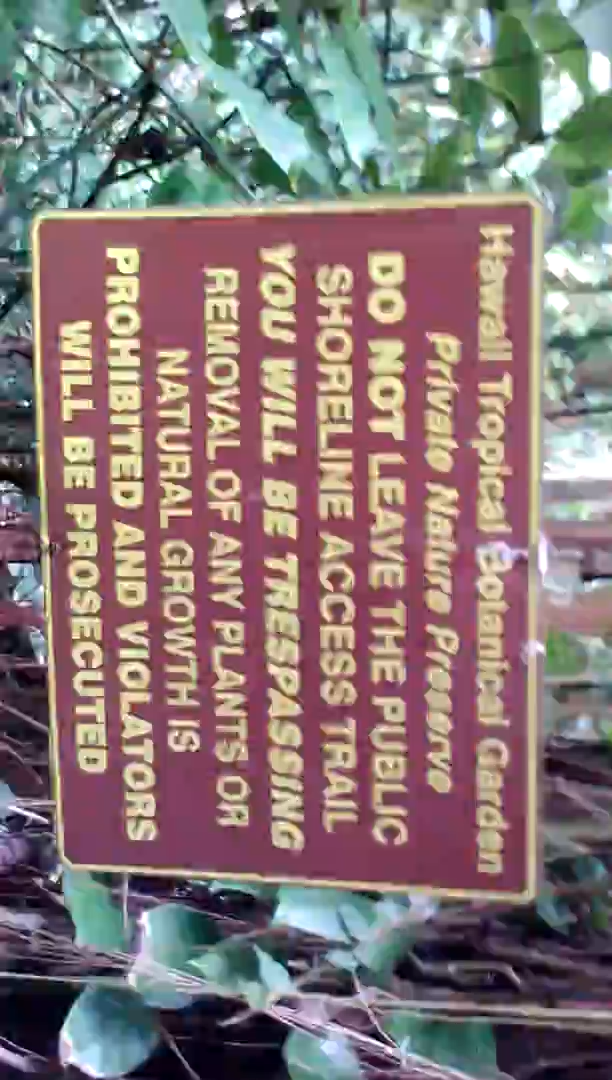 Hawaii Tropical Botanical Garden
Private Nature Preserve
DO NOT LEAVE THE PUBLIC
SHORELINE ACCESS TRAIL
YOU WILL BE TRESPASSING
REMOVAL OF ANY PLANTS OR
NATURAL GROWTH IS
PROHIBITED AND VIOLATORS
WILL BE PROSECUTED